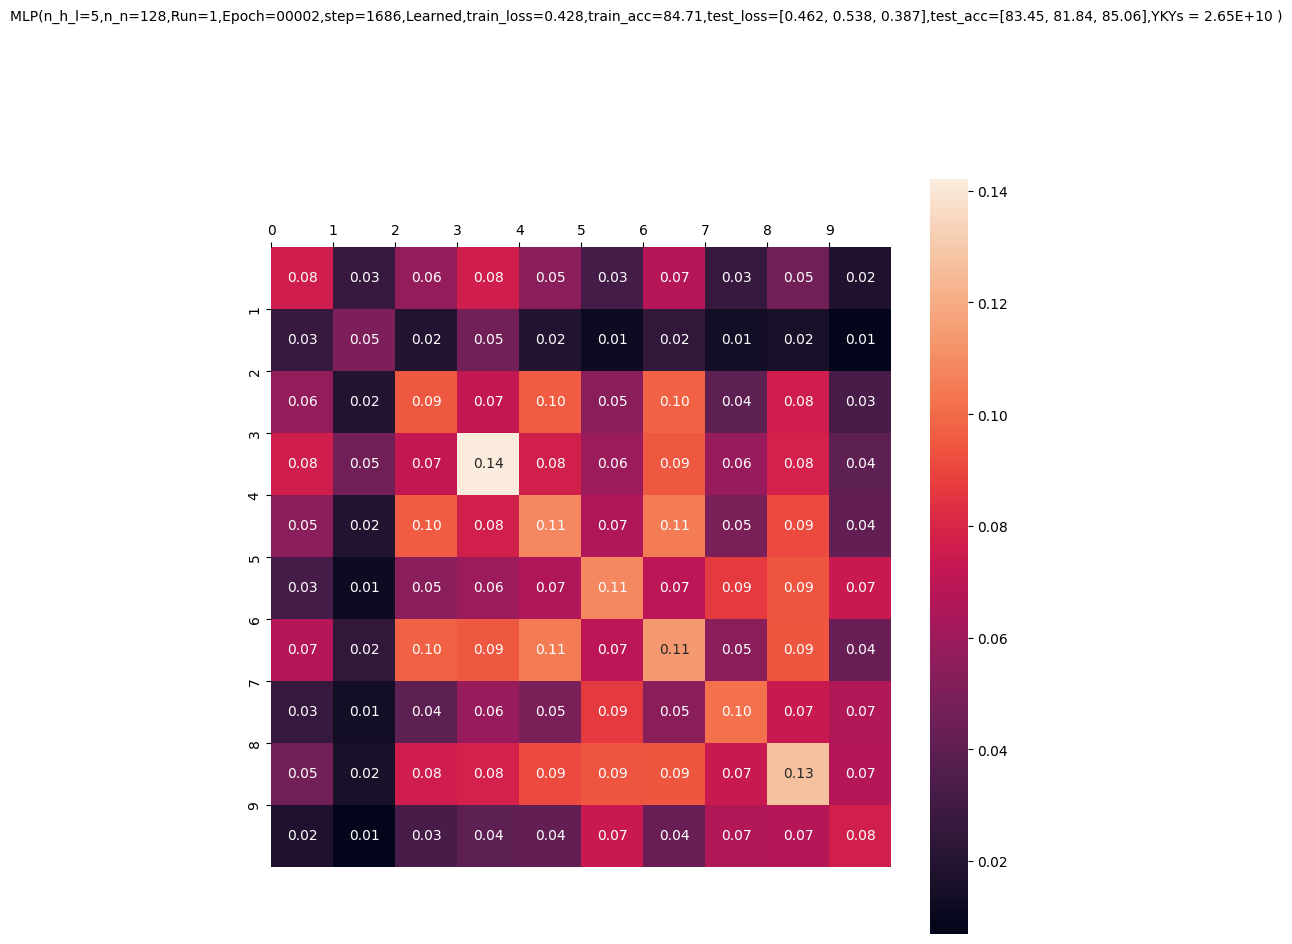 MLP(n_h_l=5,n_n=128,Run=1,Epoch=00002,step=1686,Learned,train_loss=0.428,train_acc=84.71,test_loss=[0.462, 0.538, 0.387],test_acc=[83.45, 81.84, 85.06],YKYs = 2.65E+10 )
0 1 2 3 4 5 6 7 8 9
0.08 0.03 0.06 0.08 0.05 0.03 0.07 0.03 0.05 0.02
1
0.03 0.05 0.02 0.05 0.02 0.01 0.02 0.01 0.02 0.01
2
0.06 0.02 0.09 0.07 0.10 0.05 0.10 0.04 0.08 0.03
3
0.08 0.05 0.07 0.14 0.08 0.06 0.09 0.06 0.08 0.04
4
0.05 0.02 0.10 0.08 0.11 0.07 0.11 0.05 0.09 0.04
5
0.03 0.01 0.05 0.06 0.07 0.11 0.07 0.09 0.09 0.07
6
0.07 0.02 0.10 0.09 0.11 0.07 0.11 0.05 0.09 0.04
7
0.03 0.01 0.04 0.06 0.05 0.09 0.05 0.10 0.07 0.07
8
0.05 0.02 0.08 0.08 0.09 0.09 0.09 0.07 0.13 0.07
9
0.02 0.01 0.03 0.04 0.04 0.07 0.04 0.07 0.07 0.08
0.14
0.12
0.10
0.08
0.06
0.04
0.02